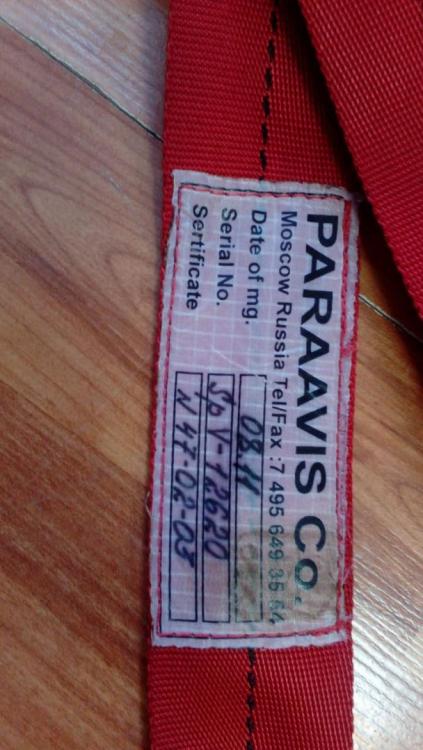 PARAAVIS CO.
Moscow Russia Tel/Fax :7 495 649 35 64
Date of mg. 08.11
Serial No. Sp V-12620
Sertificate N 47-02-03